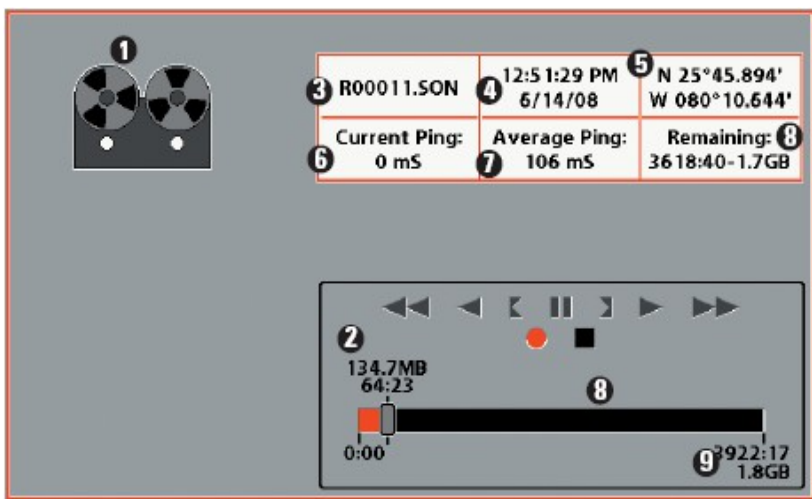 1
3 R00011.SON
4 12:51:29 PM
6/14/08
5 N 25°45.894'
W 080°10.644'
6 Current Ping:
0 mS
7 Average Ping:
106 mS
Remaining: 8
3618:40-1.7GB
2
134.7MB
64:23
8
0:00
9 3922:17
1.8GB